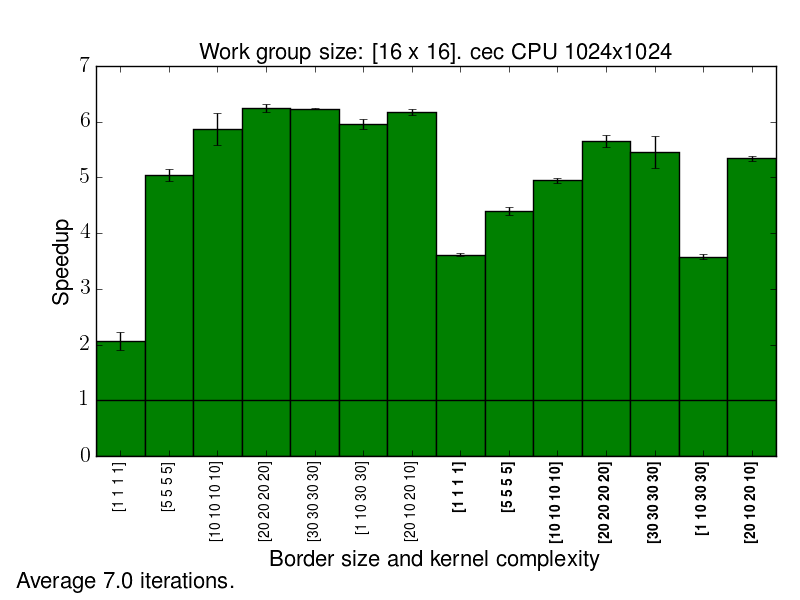 Work group size: [16 x 16]. cec CPU 1024x1024
7
6
5
4
3
2
1
0
Speedup
[1 1 1 1]
[5 5 5 5]
[10 10 10 10]
[20 20 20 20]
[30 30 30 30]
[1 10 30 30]
[20 10 20 10]
[1 1 1 1]
[5 5 5 5]
[10 10 10 10]
[20 20 20 20]
[30 30 30 30]
[1 10 30 30]
[20 10 20 10]
Border size and kernel complexity
Average 7.0 iterations.